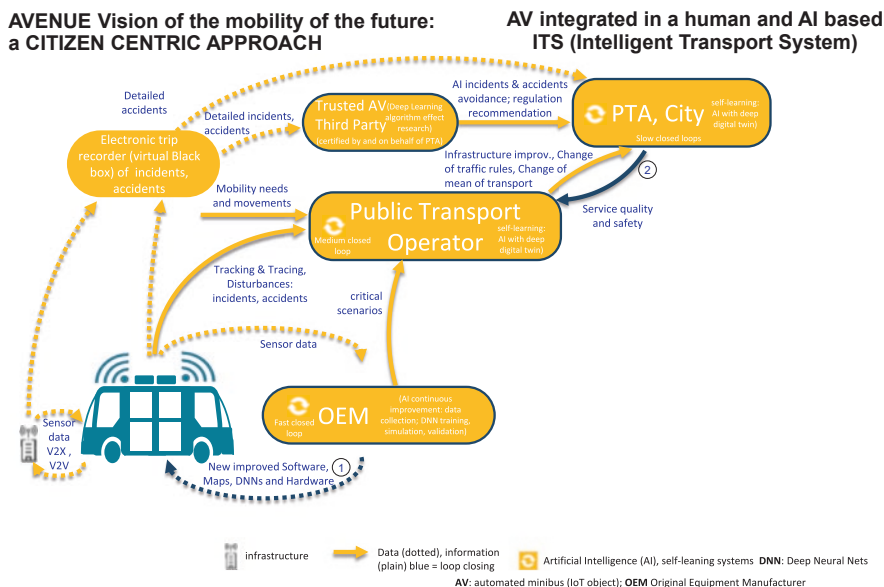 AVENUE Vision of the mobility of the future:
a CITIZEN CENTRIC APPROACH
AV integrated in a human and AI based
ITS (Intelligent Transport System)
Detailed
accidents
Detailed incidents,
accidents
Trusted AV (Deep Learning
algorithm effect
research)
Third Party
(certified by and on behalf of PTA)
AI incidents & accidents
avoidance; regulation
recommendation
PTA, City
self-learning:
AI with deep
digital twin)
Slow closed loops
Electronic trip
recorder (virtual Black
box) of incidents,
accidents
Infrastructure improv., Change
of traffic rules, Change of
mean of transport
2
Mobility needs
and movements
Public Transport
Operator
Medium closed
loop
self-learning:
AI with deep
digital twin)
Service quality
and safety
Tracking & Tracing,
Disturbances:
incidents, accidents
critical
scenarios
Sensor data
OEM
Fast closed
loop
(AI continuous
improvement: data
collection; DNN training,
simulation, validation)
Sensor
data
V2X ,
V2V
New improved Software,
Maps, DNNs and Hardware
1
infrastructure
Data (dotted), information
(plain) blue = loop closing
Artificial Intelligence (AI), self-leaning systems DNN: Deep Neural Nets
AV: automated minibus (IoT object); OEM Original Equipment Manufacturer